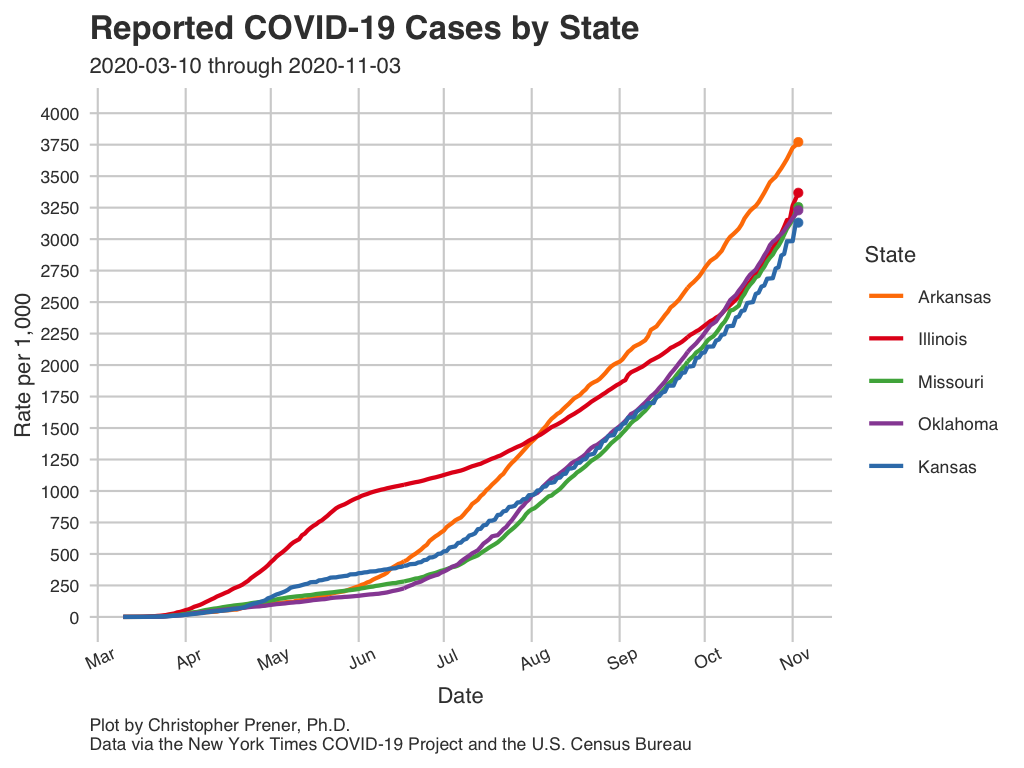 Reported COVID-19 Cases by State
2020-03-10 through 2020-11-03
4000
3750
3500
3250
3000
2750
2500
2250
2000
1750
1500
1250
1000
750
500
250
0
Rate per 1,000
Mar
Apr
May
Jun
Jul
Aug
Sep
Oct
Nov
Date
State
Arkansas
Illinois
Missouri
Oklahoma
Kansas
Plot by Christopher Prener, Ph.D.
Data via the New York Times COVID-19 Project and the U.S. Census Bureau